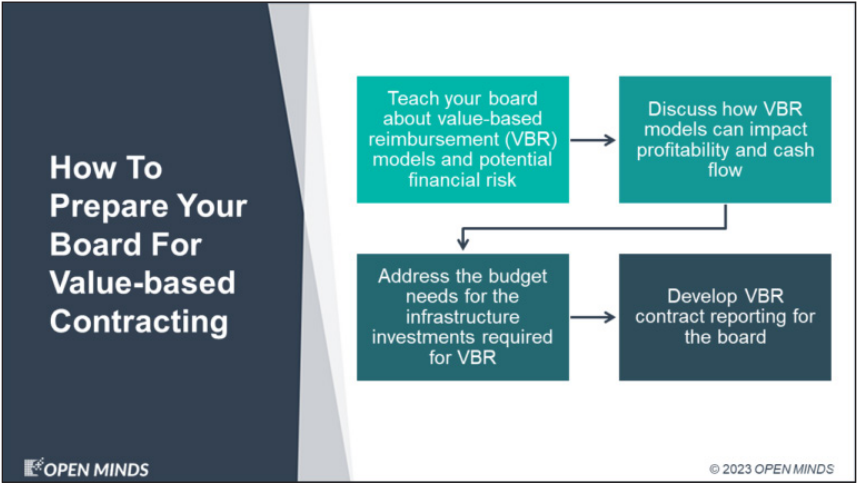 How To
Prepare Your
Board For
Value-based
Contracting
Teach your board
about value-based
reimbursement (VBR)
models and potential
financial risk
Discuss how VBR
models can impact
profitability and cash
flow
Address the budget
needs for the
infrastructure
investments required
for VBR
Develop VBR
contract reporting for
the board
OPEN MINDS
© 2023 OPEN MINDS